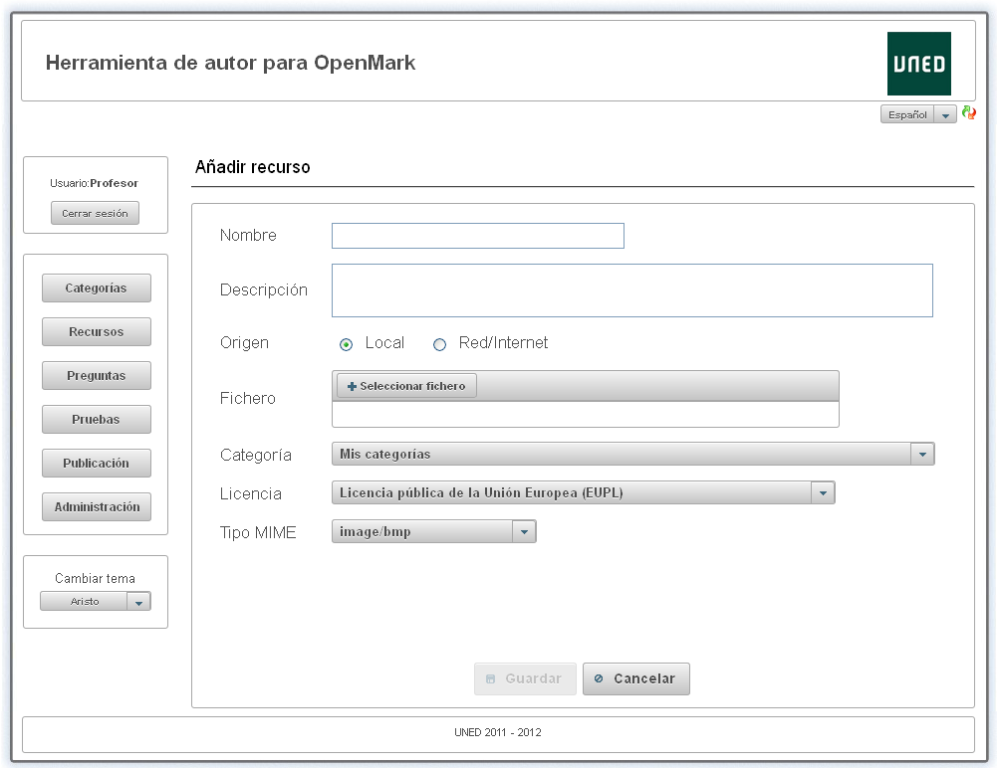 Herramienta de autor para OpenMark
UNED
Español
Usuario:Profesor
Cerrar sesión
Categorías
Recursos
Preguntas
Pruebas
Publicación
Administración
Cambiar tema
Aristo
Añadir recurso
Nombre
Descripción
Origen
Local
Red/Internet
Fichero
Seleccionar fichero
Categoría
Mis categorías
Licencia
Licencia pública de la Unión Europea (EUPL)
Tipo MIME
image/bmp
Guardar
Cancelar
UNED 2011 - 2012